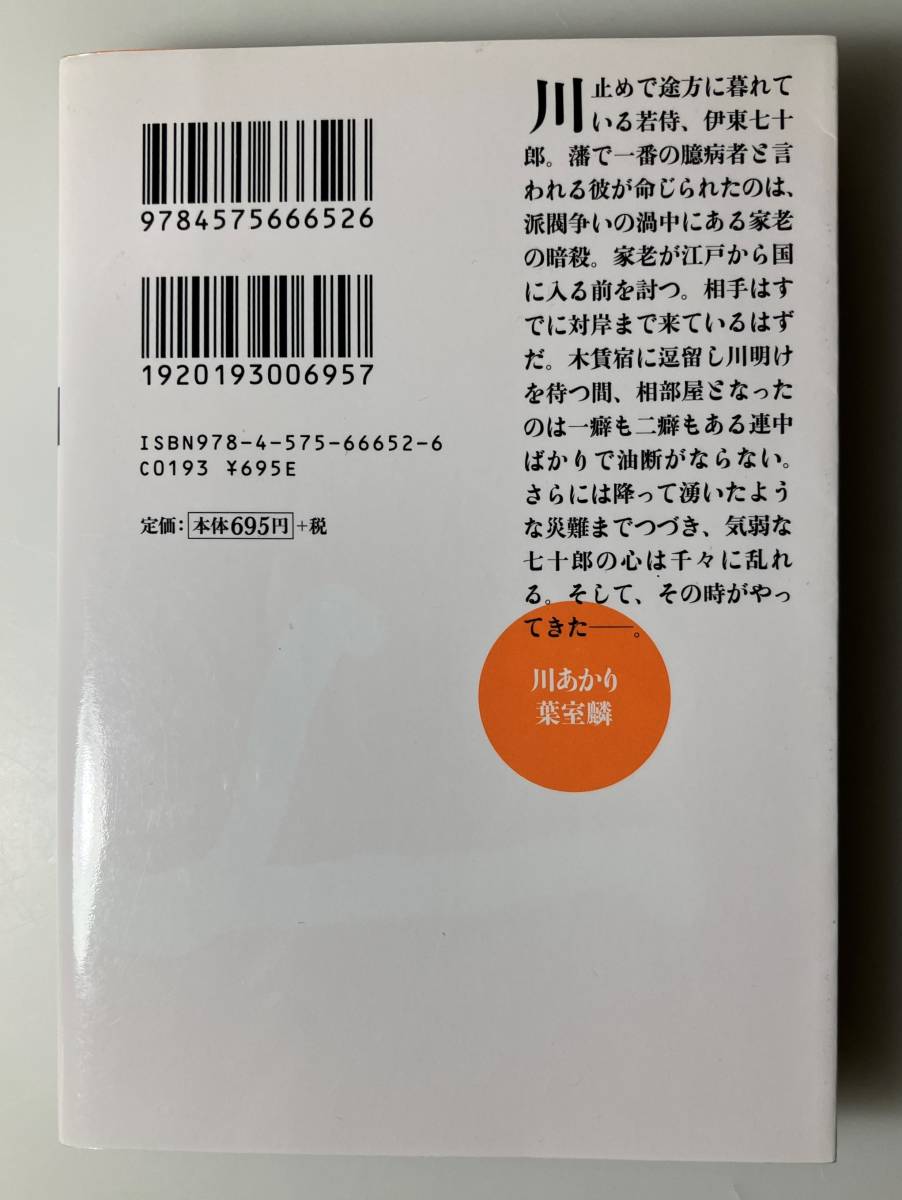 9784575666526
1920193006957
ISBN978-4-575-66652-6
C0193 ¥695E
定価：本体695円+税
川止めで途方に暮れて
いる若侍、伊東七十
郎。藩で一番の臆病者と言
われる彼が命じられたのは、
派閥争いの渦中にある家老
の暗殺。家老が江戸から国
に入る前を討つ。相手はす
でに対岸まで来ているはず
だ。木賃宿に逗留し川明け
を待つ間、相部屋となった
のは一癖も二癖もある連中
ばかりで油断がならない。
さらには降って湧いたよう
な災難までつづき、気弱な
七十郎の心は千々に乱れ
る。そして、その時がやっ
てきた――。
川あかり
葉室麟